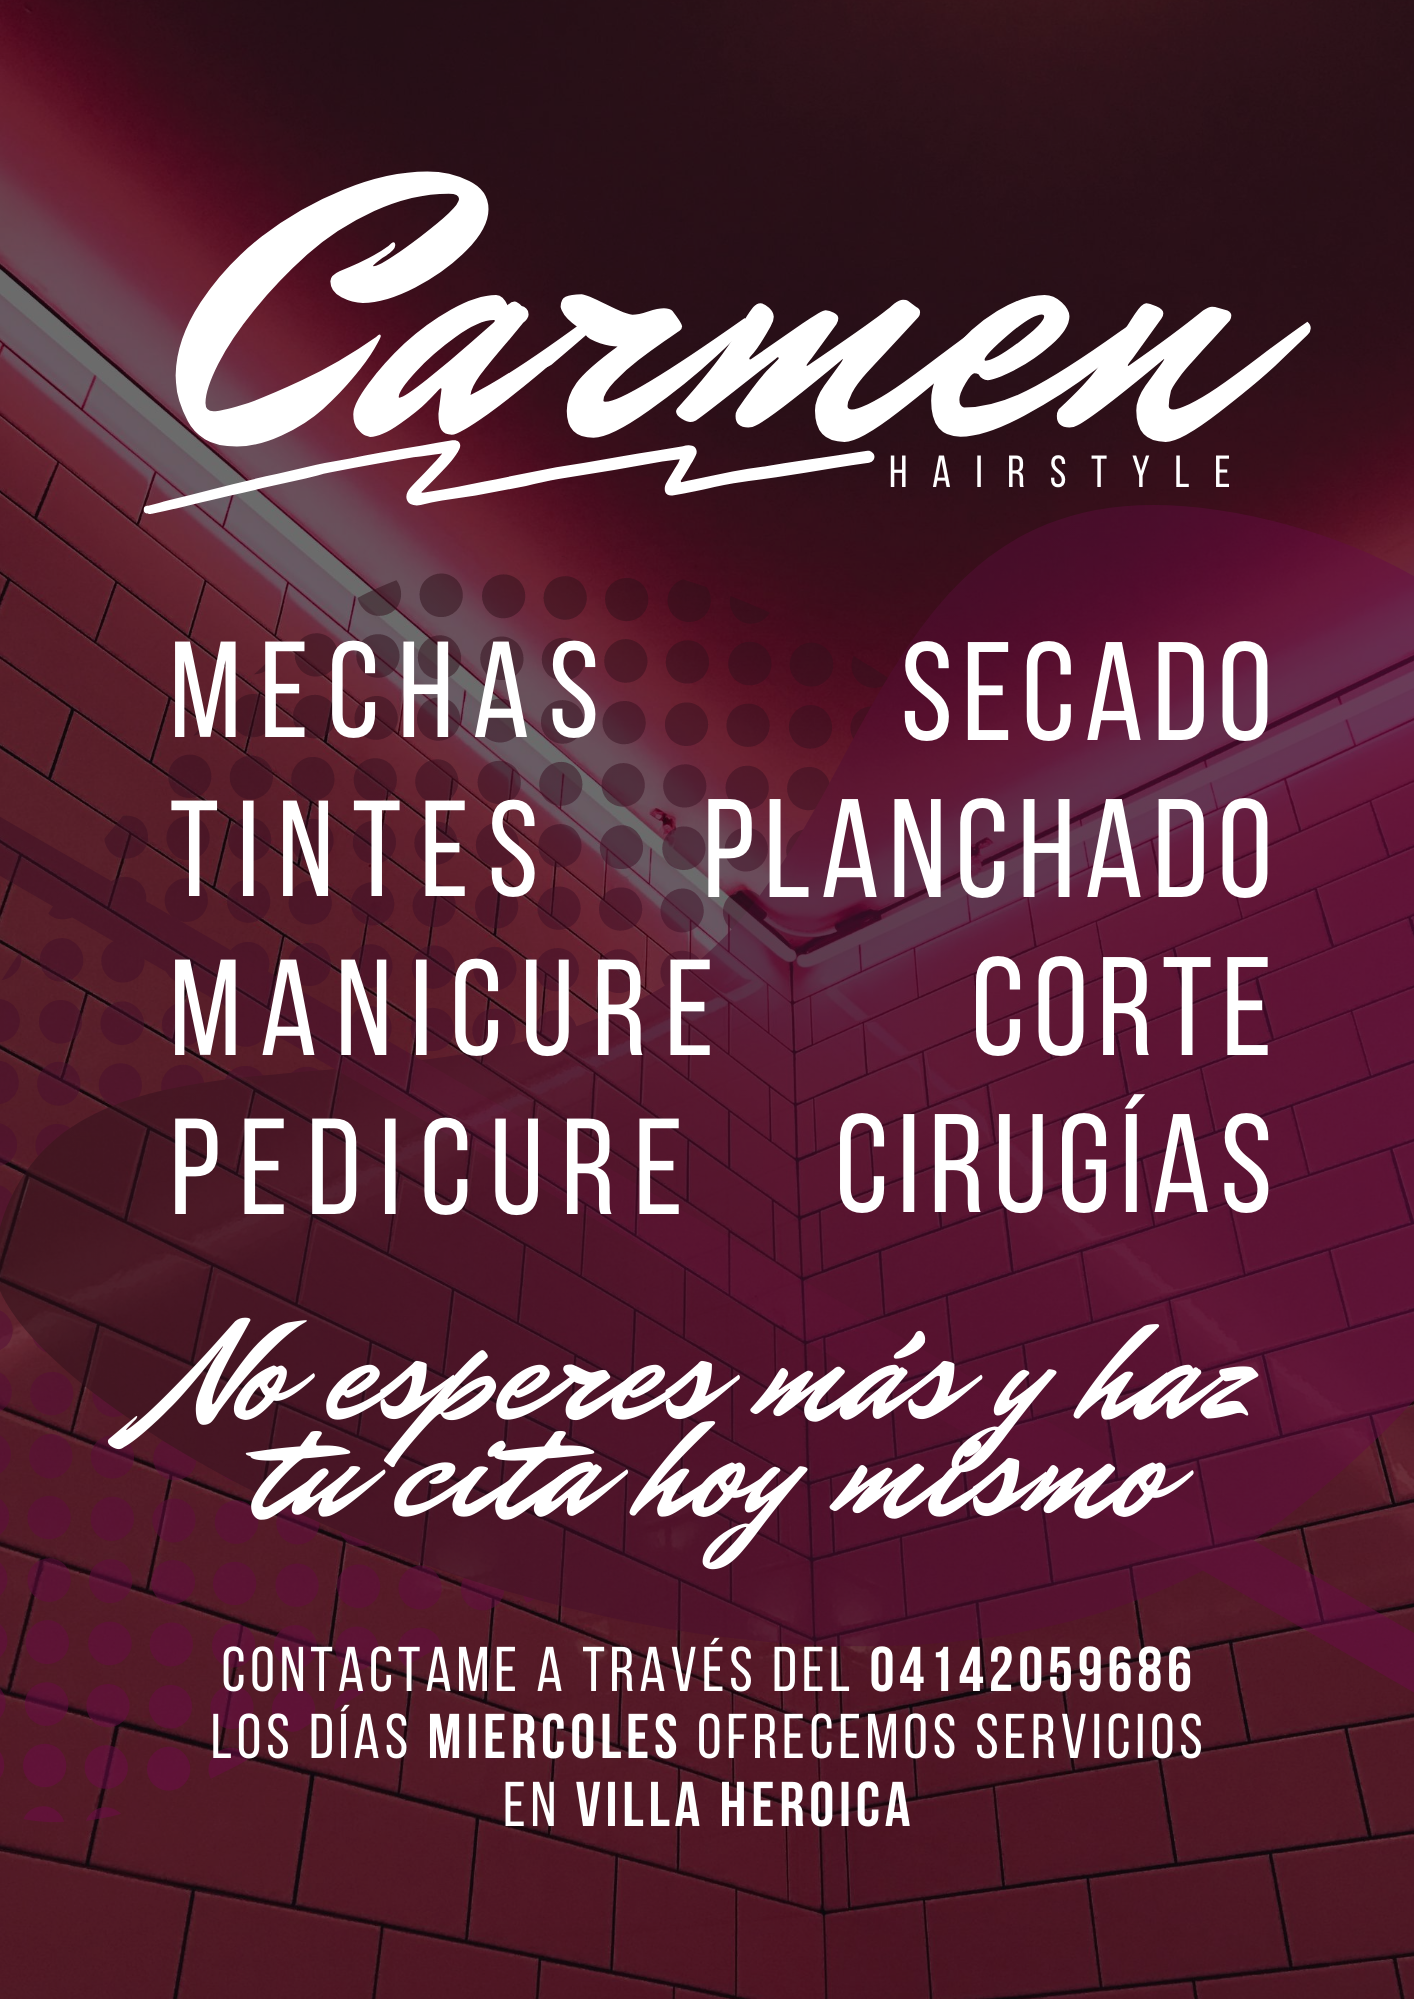 Carmen
HAIRSTYLE
MECHAS
SECADO
TINTES
PLANCHADO
MANICURE
CORTE
PEDICURE
CIRUGÍAS
No esperes más y haz
tu cita hoy mismo
CONTACTAME A TRAVÉS DEL 04142059686
LOS DÍAS MIERCOLES OFRECEMOS SERVICIOS
EN VILLA HEROICA